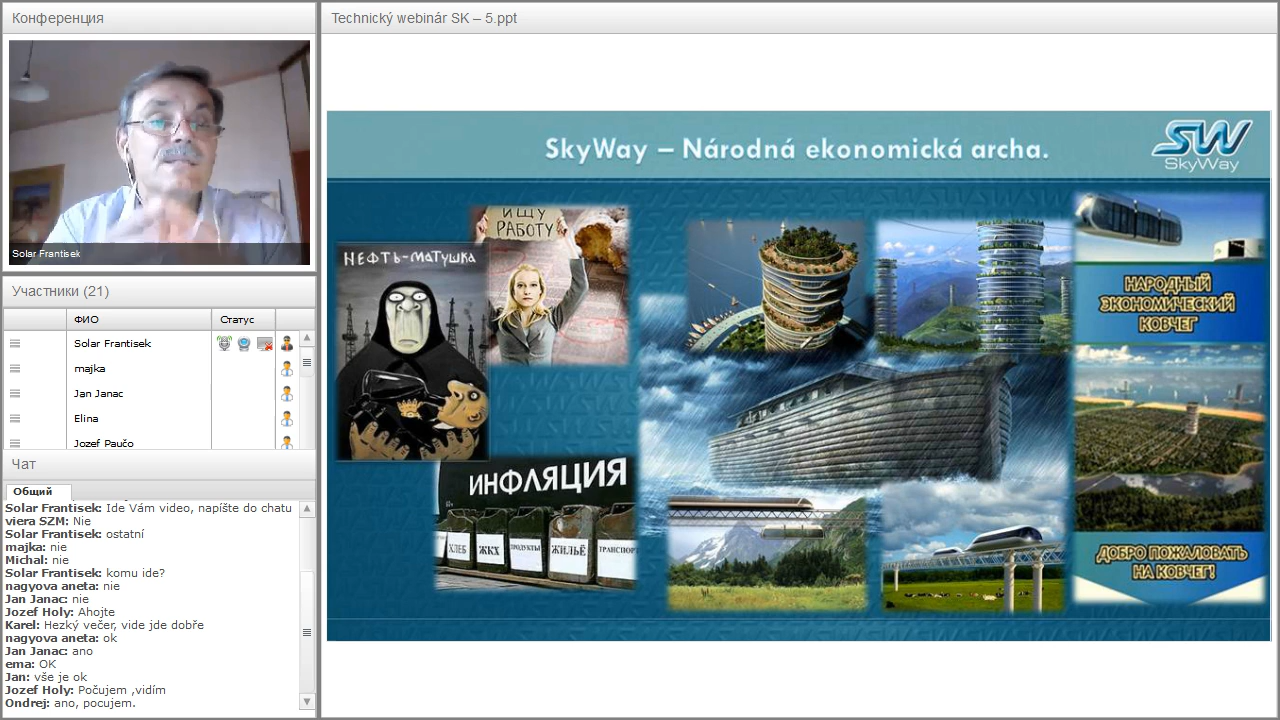 Конференция
Solar Frantisek
Участники (21)
ФИО
Статус
Solar Frantisek
majka
Jan Janac
Elina
Jozef Paučo
Чат
Общий
Solar Frantisek: Ide Vám video, napíšte do chatu
viera SZM: Nie
Solar Frantisek: ostatní
majka: nie
Michal: nie
Solar Frantisek: komu ide?
nagyova aneta: nie
Jan Janac: nie
Jozef Holy: Ahojte
Karel: Hezký večer, vide jde dobře
nagyova aneta: ok
Jan Janac: ano
ema: OK
Jan: vše je ok
Jozef Holy: Počujem ,vidím
Ondrej: ano, pocujem.
Technický webinár SK – 5.ppt
SkyWay – Národná ekonomická archa.
SW
SkyWay
ИЩУ
РАБОТУ
НЕФТЬ-МАТУШКА
ИНФЛЯЦИЯ
ХЛЕБ
ЖКХ
ПРОДУКТЫ
ЖИЛЬЁ
ТРАНСПОРТ
НАРОДНЫЙ
ЭКОНОМИЧЕСКИЙ
КОВЧЕГ
ДОБРО ПОЖАЛОВАТЬ
НА КОВЧЕГ!